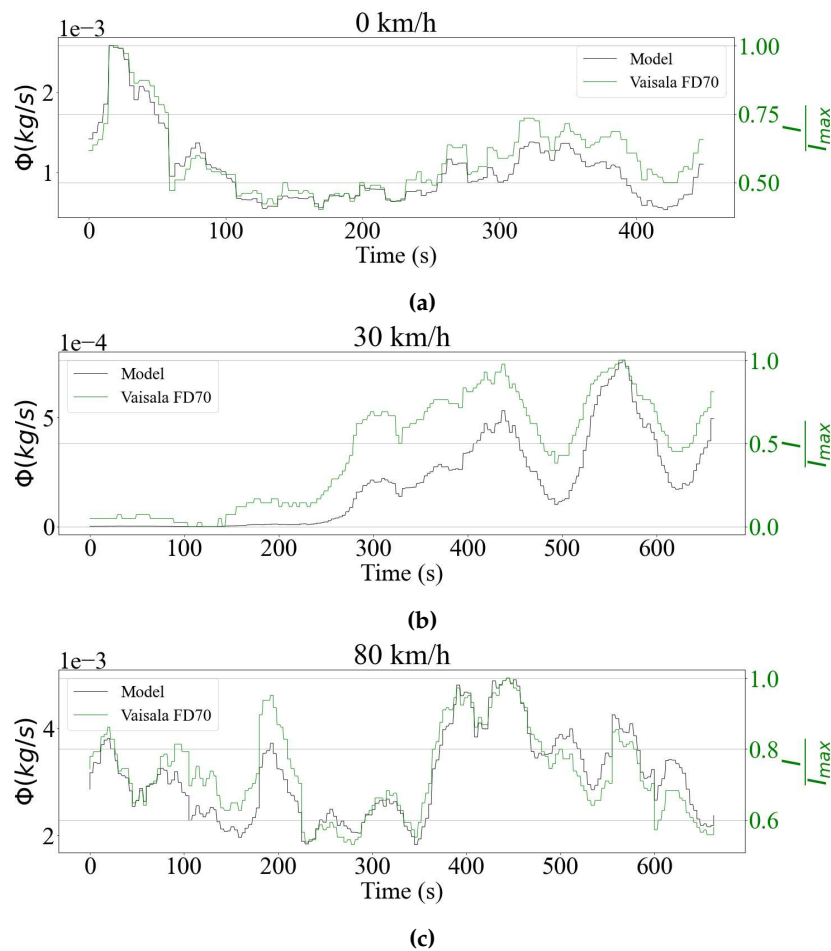 0 km/h
1e−3
Φ(kg/s)
2
1
Model
Vaisala FD70
1.00
0.75
0.50
I
I_max
0 100 200 300 400
Time (s)
(a)
30 km/h
1e−4
Φ(kg/s)
5
0
Model
Vaisala FD70
1.0
0.5
0.0
I
I_max
0 100 200 300 400 500 600
Time (s)
(b)
80 km/h
1e−3
Φ(kg/s)
4
2
Model
Vaisala FD70
1.0
0.8
0.6
I
I_max
0 100 200 300 400 500 600
Time (s)
(c)